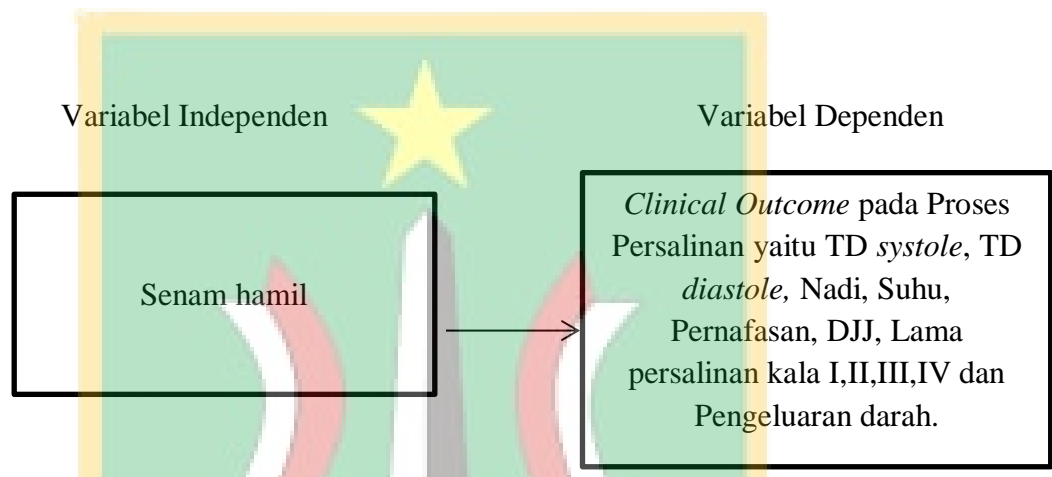 Variabel Independen
Variabel Dependen
Senam hamil
Clinical Outcome pada Proses
Persalinan yaitu TD systole, TD
diastole, Nadi, Suhu,
Pernafasan, DJJ, Lama
persalinan kala I,II,III,IV dan
Pengeluaran darah.